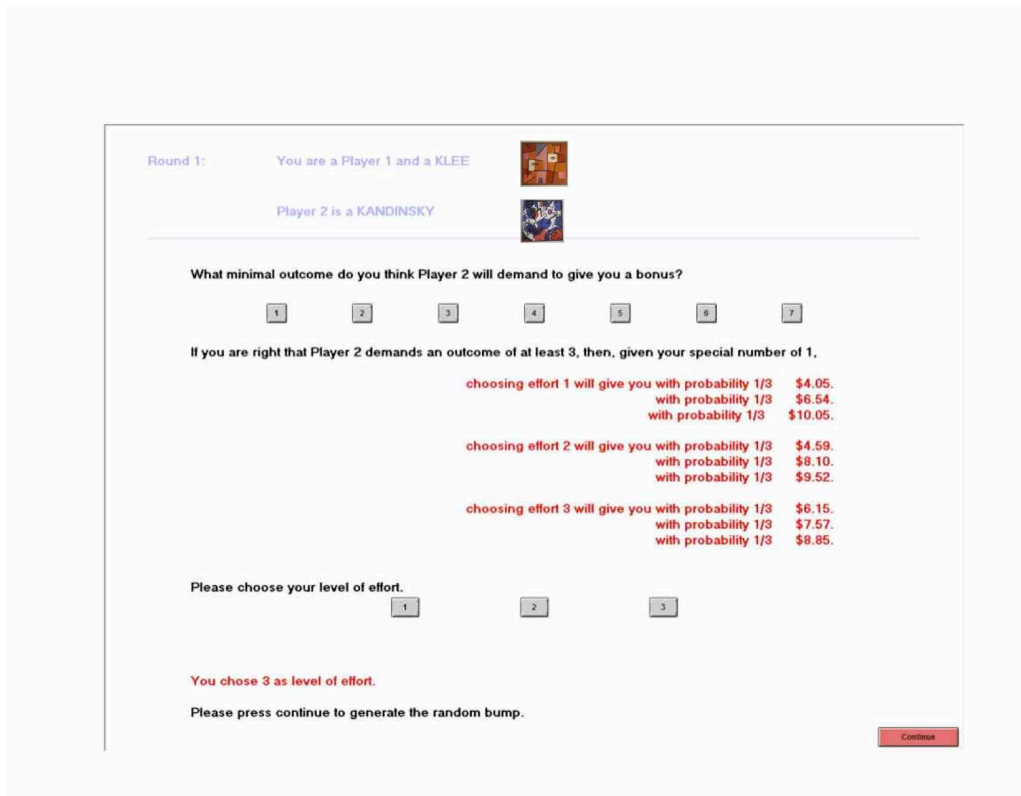 Round 1: You are a Player 1 and a KLEE
Player 2 is a KANDINSKY
What minimal outcome do you think Player 2 will demand to give you a bonus?
1 2 3 4 5 6 7
If you are right that Player 2 demands an outcome of at least 3, then, given your special number of 1,
choosing effort 1 will give you with probability 1/3 $4.05.
with probability 1/3 $6.54.
with probability 1/3 $10.05.
choosing effort 2 will give you with probability 1/3 $4.59.
with probability 1/3 $8.10.
with probability 1/3 $9.52.
choosing effort 3 will give you with probability 1/3 $6.15.
with probability 1/3 $7.57.
with probability 1/3 $8.85.
Please choose your level of effort.
1 2 3
You chose 3 as level of effort.
Please press continue to generate the random bump.
Continue